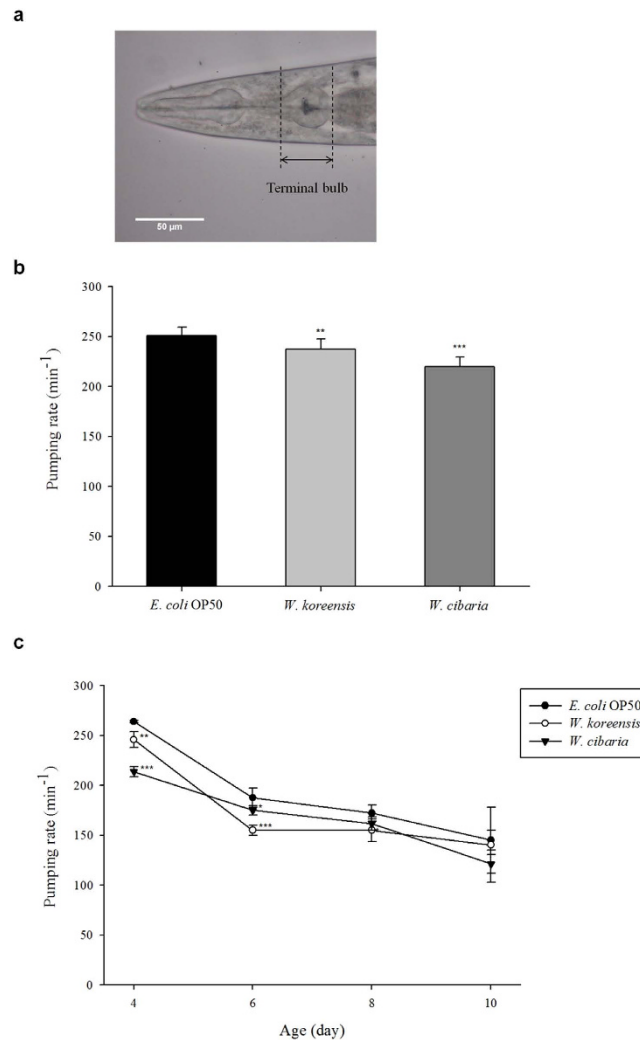 a
Terminal bulb
50 µm
b
300
250
200
150
100
50
0
Pumping rate (min⁻¹)
**
***
E. coli OP50
W. koreensis
W. cibaria
c
300
250
200
150
100
50
0
Pumping rate (min⁻¹)
**
***
*
***
4
6
8
10
Age (day)
E. coli OP50
W. koreensis
W. cibaria